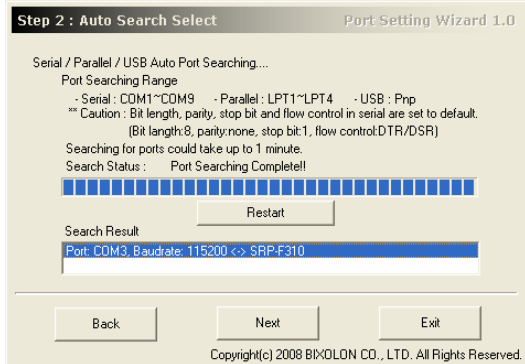 Step 2 : Auto Search Select Port Setting Wizard 1.0
Serial / Parallel / USB Auto Port Searching....
Port Searching Range
- Serial : COM1~COM9 - Parallel : LPT1~LPT4 - USB : Pnp
** Caution : Bit length, parity, stop bit and flow control in serial are set to default.
(Bit length:8, parity:none, stop bit:1, flow control:DTR/DSR)
Searching for ports could take up to 1 minute.
Search Status : Port Searching Complete!!
Restart
Search Result
Port: COM3, Baudrate: 115200 <-> SRP-F310
Back Next Exit
Copyright(c) 2008 BIXOLON CO., LTD. All Rights Reserved.